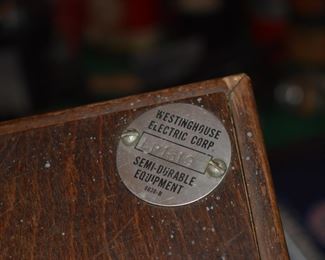 WESTINGHOUSE
ELECTRIC CORP.
SEMI-DURABLE
EQUIPMENT